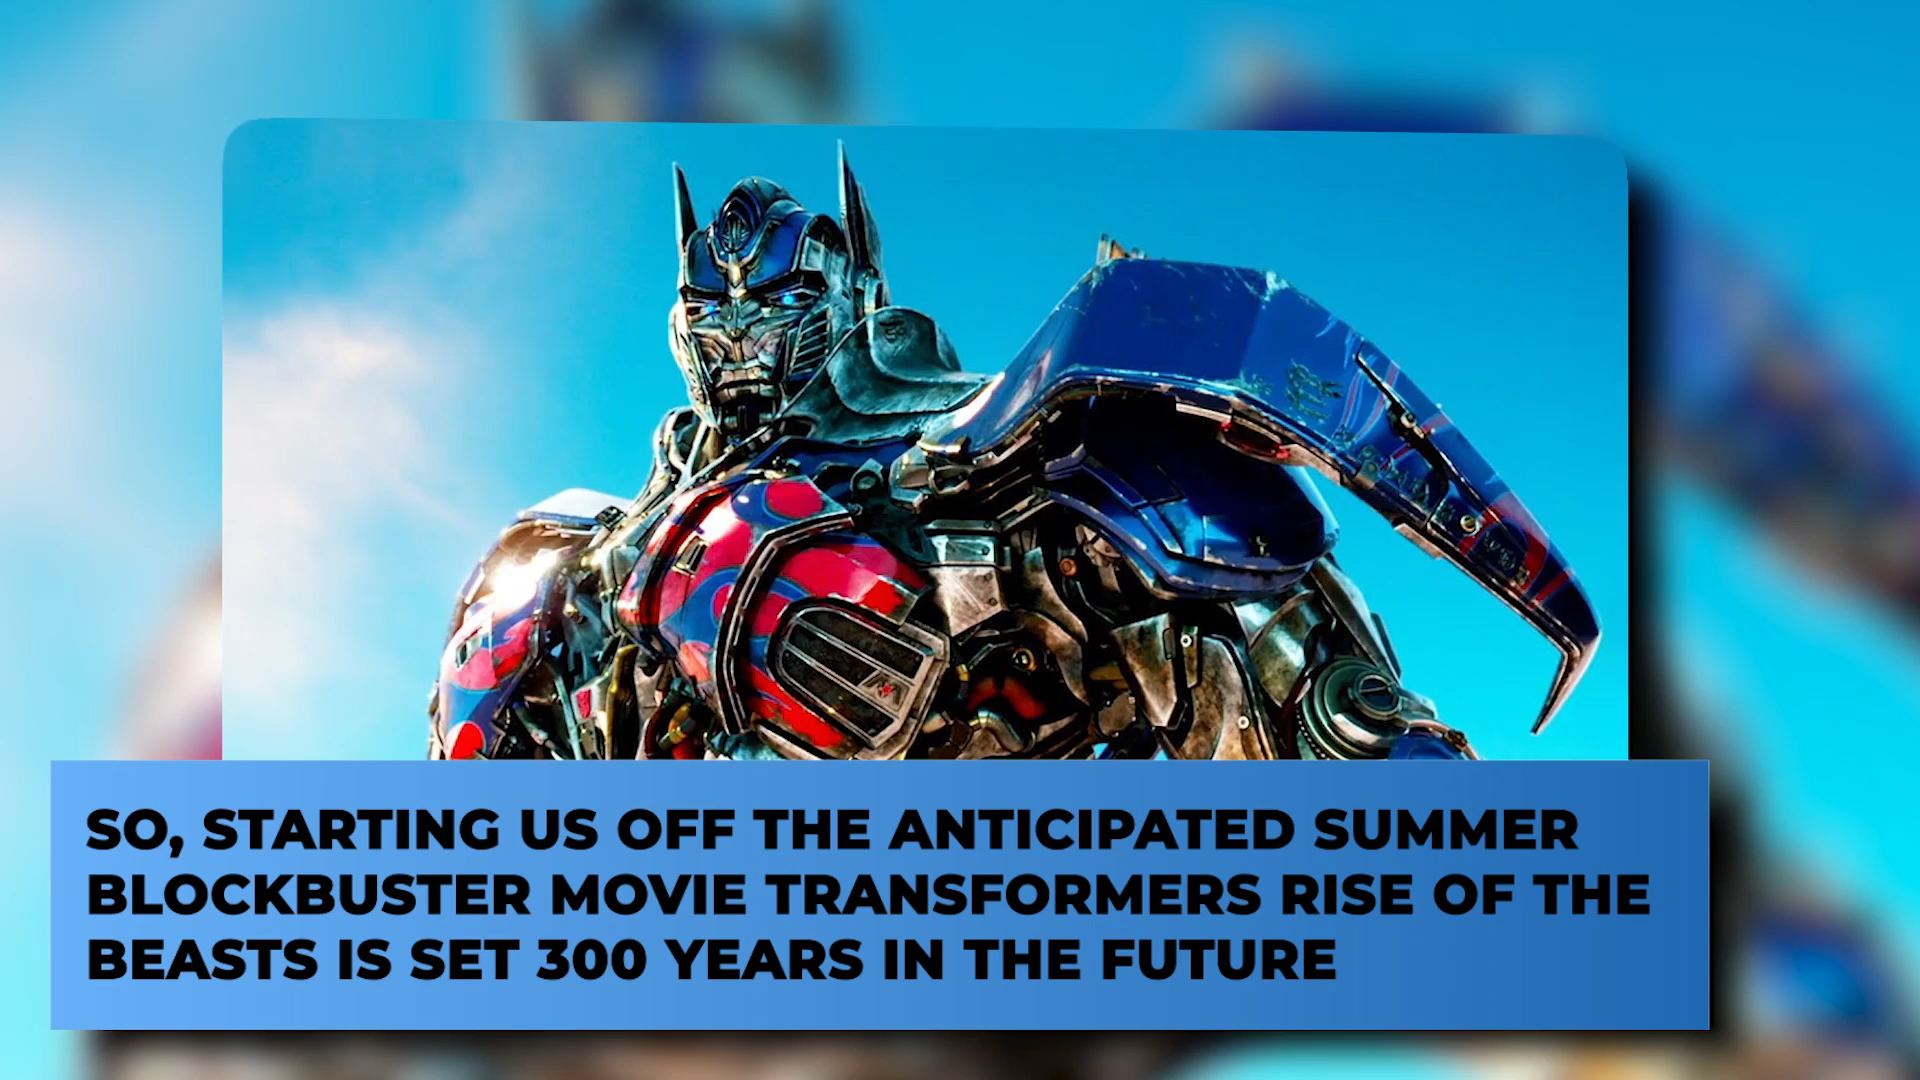 SO, STARTING US OFF THE ANTICIPATED SUMMER
BLOCKBUSTER MOVIE TRANSFORMERS RISE OF THE
BEASTS IS SET 300 YEARS IN THE FUTURE